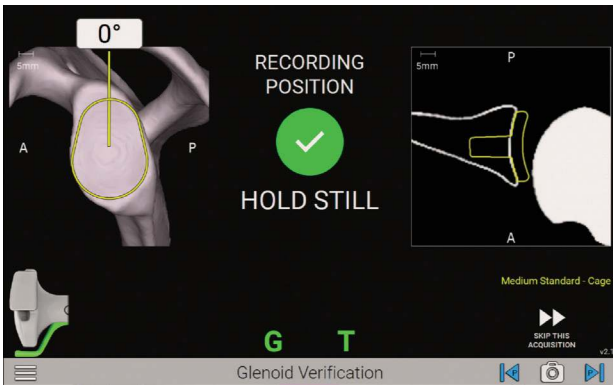 0°
5mm
A
P
RECORDING
POSITION
HOLD STILL
5mm
P
A
Medium Standard - Cage
SKIP THIS
ACQUISITION
G T
Glenoid Verification
P
P